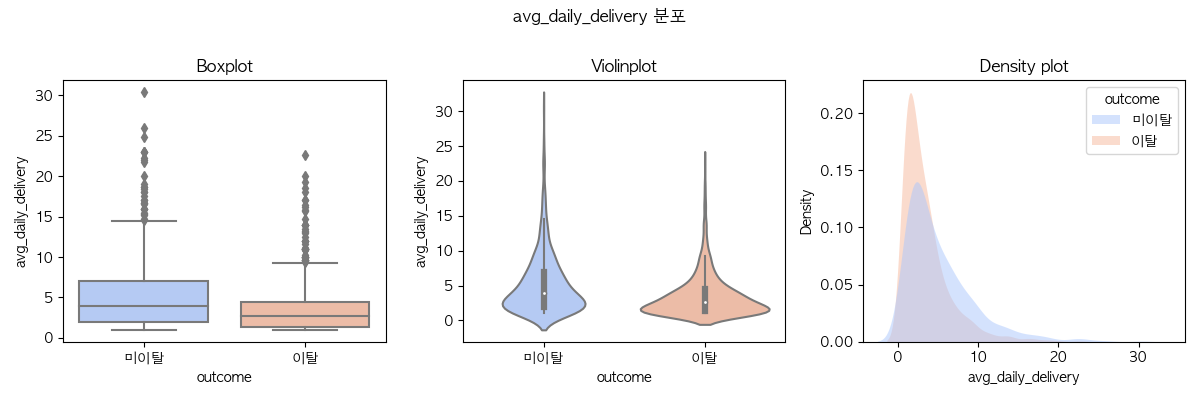 avg_daily_delivery 분포
Boxplot
avg_daily_delivery
30
25
20
15
10
5
0
미이탈
이탈
outcome
Violinplot
avg_daily_delivery
30
25
20
15
10
5
0
미이탈
이탈
outcome
Density plot
Density
0.20
0.15
0.10
0.05
0.00
outcome
미이탈
이탈
0
10
20
30
avg_daily_delivery